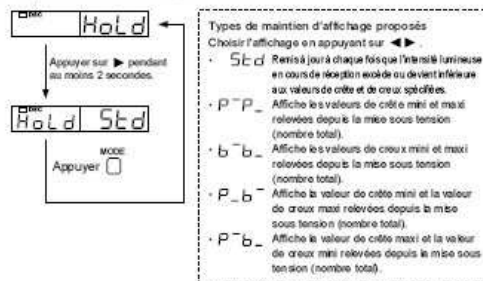 DEC
HoLd
Appuyer sur ▶ pendant
au moins 2 secondes.
DEC
HoLd Std
MODE
Appuyer
Types de maintien d'affichage proposés
Choisir l'affichage en appuyant sur ◀ ▶ .
· Std Remis à jour à chaque fois que l'intensité lumineuse
en cours de réception excède ou devient inférieure
aux valeurs de crête et de creux spécifiées.
· P‾P_ Affiche les valeurs de crête mini et maxi
relevées depuis la mise sous tension
(nombre total).
· b‾b_ Affiche les valeurs de creux mini et maxi
relevées depuis la mise sous tension
(nombre total).
· P_b‾ Affiche la valeur de crête mini et la valeur
de creux maxi relevées depuis la mise
sous tension (nombre total).
· P‾b_ Affiche la valeur de crête maxi et la valeur
de creux mini relevées depuis la mise sous
tension (nombre total).